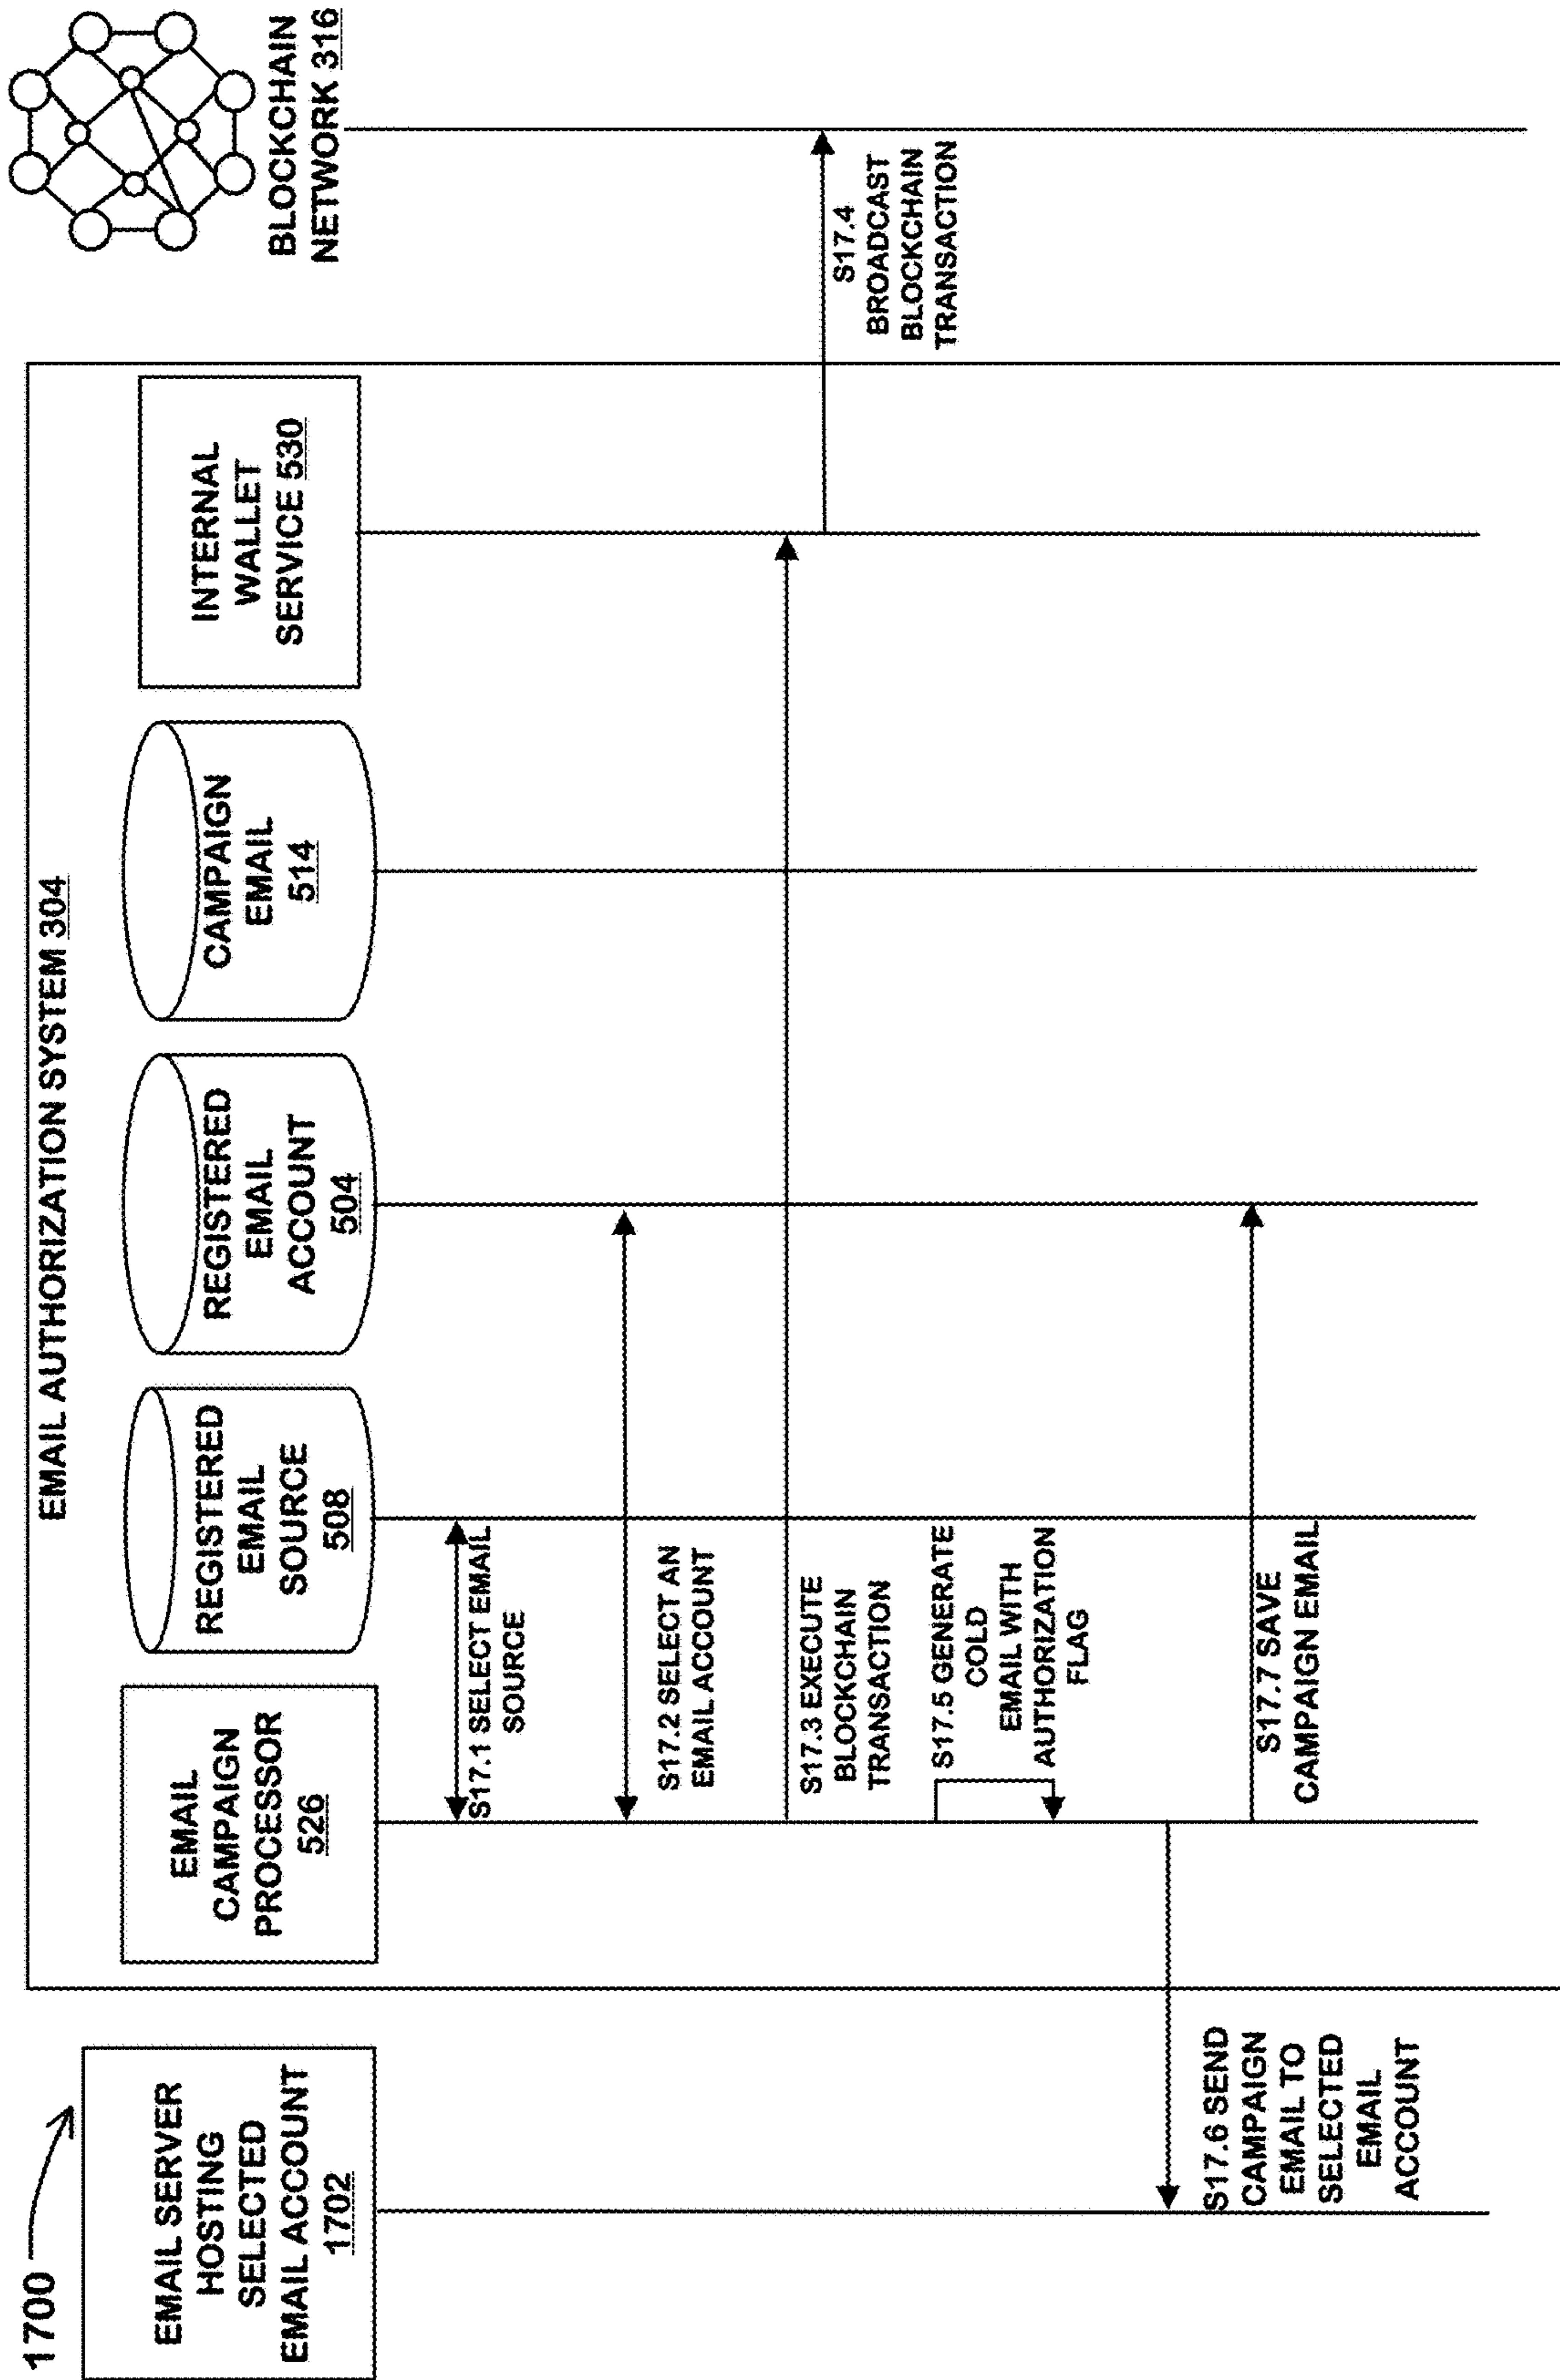 1700
EMAIL SERVER
HOSTING
SELECTED
EMAIL ACCOUNT
1702
EMAIL AUTHORIZATION SYSTEM 304
EMAIL
CAMPAIGN
PROCESSOR
526
REGISTERED
EMAIL
SOURCE
508
REGISTERED
EMAIL
ACCOUNT
504
CAMPAIGN
EMAIL
514
INTERNAL
WALLET
SERVICE 530
BLOCKCHAIN
NETWORK 316
S17.1 SELECT EMAIL
SOURCE
S17.2 SELECT AN
EMAIL ACCOUNT
S17.3 EXECUTE
BLOCKCHAIN
TRANSACTION
S17.4
BROADCAST
BLOCKCHAIN
TRANSACTION
S17.5 GENERATE
COLD
EMAIL WITH
AUTHORIZATION
FLAG
S17.6 SEND
CAMPAIGN
EMAIL TO
SELECTED
EMAIL
ACCOUNT
S17.7 SAVE
CAMPAIGN EMAIL